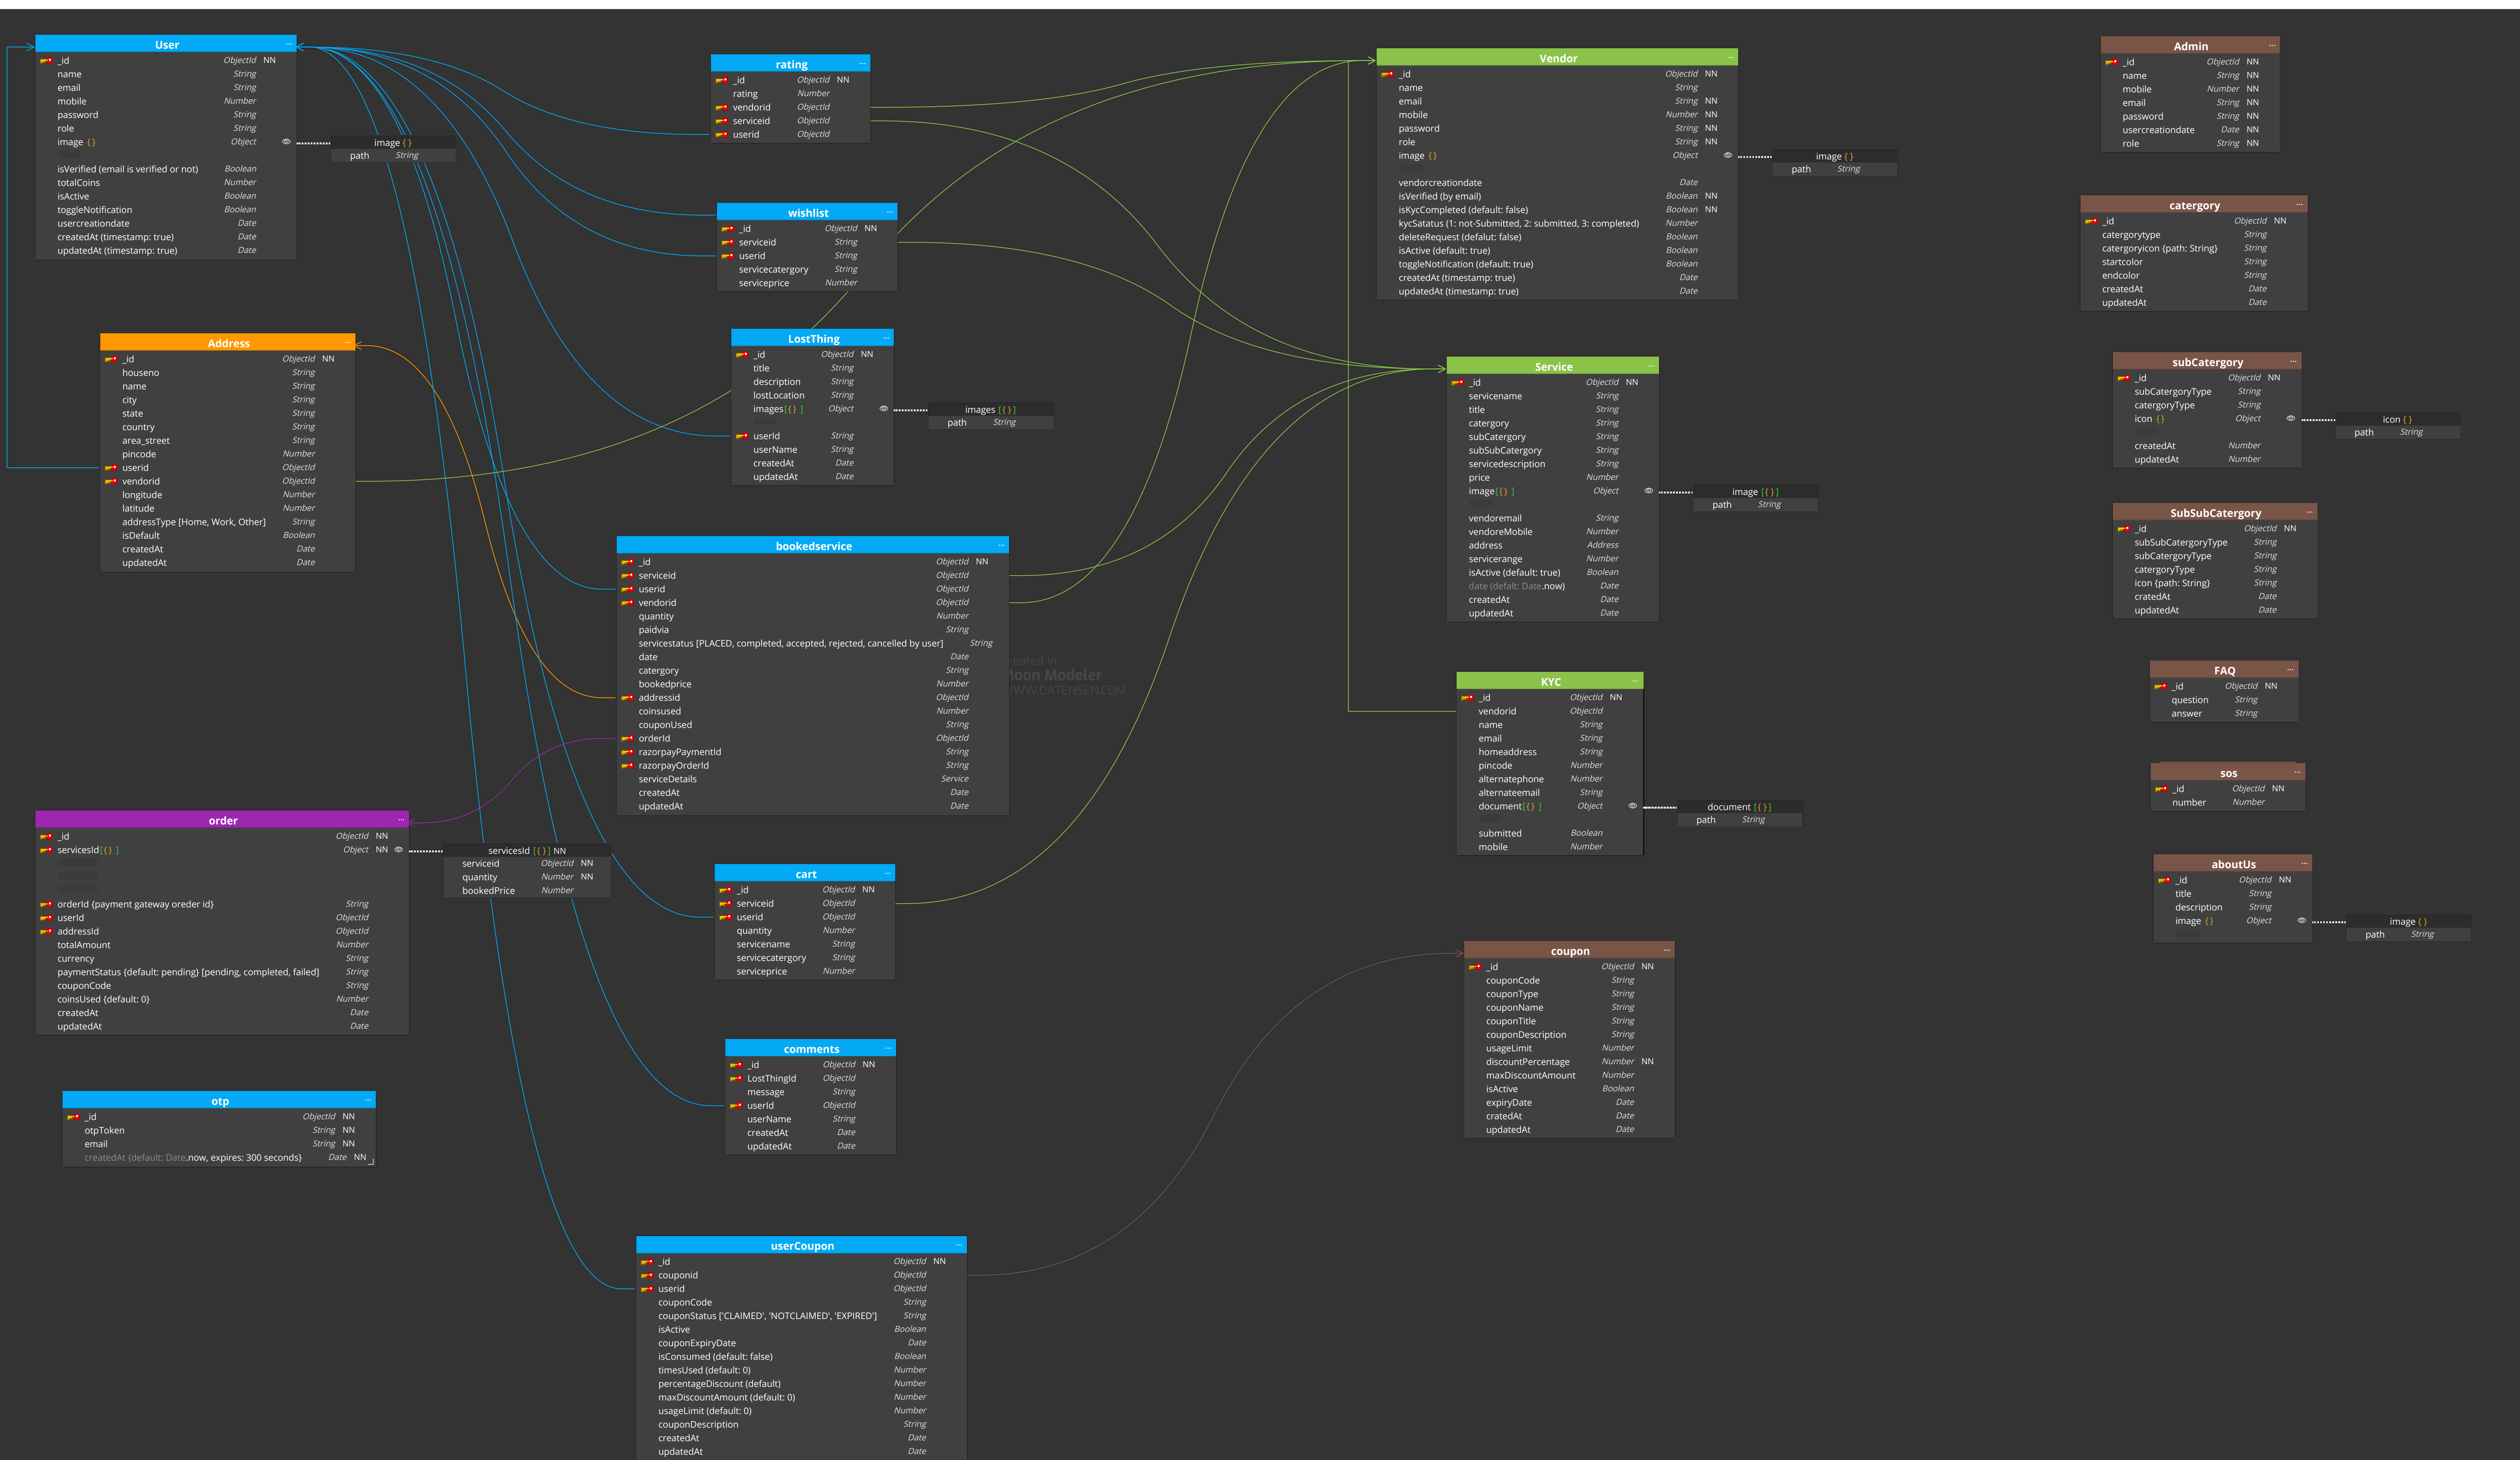 User ...
_id ObjectId NN
name String
email String
mobile Number
password String
role String
image {} Object
isVerified (email is verified or not) Boolean
totalCoins Number
isActive Boolean
toggleNotification Boolean
usercreationdate Date
createdAt (timestamp: true) Date
updatedAt (timestamp: true) Date
image { }
path String
Address ...
_id ObjectId NN
houseno String
name String
city String
state String
country String
area_street String
pincode Number
userid ObjectId
vendorid ObjectId
longitude Number
latitude Number
addressType [Home, Work, Other] String
isDefault Boolean
createdAt Date
updatedAt Date
order ...
_id ObjectId NN
servicesId[{} ] Object NN
orderId {payment gateway oreder id} String
userId ObjectId
addressId ObjectId
totalAmount Number
currency String
paymentStatus {default: pending} [pending, completed, failed] String
couponCode String
coinsUsed {default: 0} Number
createdAt Date
updatedAt Date
servicesId [{ }] NN
serviceid ObjectId NN
quantity Number NN
bookedPrice Number
otp ...
_id ObjectId NN
otpToken String NN
email String NN
createdAt {default: Date.now, expires: 300 seconds} Date NN
rating ...
_id ObjectId NN
rating Number
vendorid ObjectId
serviceid ObjectId
userid ObjectId
wishlist ...
_id ObjectId NN
serviceid String
userid String
servicecatergory String
serviceprice Number
LostThing ...
_id ObjectId NN
title String
description String
lostLocation String
images[{} ] Object
userId String
userName String
createdAt Date
updatedAt Date
images [{ }]
path String
bookedservice ...
_id ObjectId NN
serviceid ObjectId
userid ObjectId
vendorid ObjectId
quantity Number
paidvia String
servicestatus [PLACED, completed, accepted, rejected, cancelled by user] String
date Date
catergory String
bookedprice Number
addressid ObjectId
coinsused Number
couponUsed String
orderId ObjectId
razorpayPaymentId String
razorpayOrderId String
serviceDetails Service
createdAt Date
updatedAt Date
reated in
Moon Modeler
WWW.DATENSEN.COM
cart ...
_id ObjectId NN
serviceid ObjectId
userid ObjectId
quantity Number
servicename String
servicecatergory String
serviceprice Number
comments ...
_id ObjectId NN
LostThingId ObjectId
message String
userId ObjectId
userName String
createdAt Date
updatedAt Date
userCoupon ...
_id ObjectId NN
couponid ObjectId
userid ObjectId
couponCode String
couponStatus ['CLAIMED', 'NOTCLAIMED', 'EXPIRED'] String
isActive Boolean
couponExpiryDate Date
isConsumed (default: false) Boolean
timesUsed (default: 0) Number
percentageDiscount (default) Number
maxDiscountAmount (default: 0) Number
usageLimit (default: 0) Number
couponDescription String
createdAt Date
updatedAt Date
Vendor ...
_id ObjectId NN
name String
email String NN
mobile Number NN
password String NN
role String NN
image {} Object
vendorcreationdate Date
isVerified (by email) Boolean NN
isKycCompleted (default: false) Boolean NN
kycSatatus (1: not-Submitted, 2: submitted, 3: completed) Number
deleteRequest (defalut: false) Boolean
isActive (default: true) Boolean
toggleNotification (default: true) Boolean
createdAt (timestamp: true) Date
updatedAt (timestamp: true) Date
image { }
path String
Service ...
_id ObjectId NN
servicename String
title String
catergory String
subCatergory String
subSubCatergory String
servicedescription String
price Number
image[{} ] Object
vendoremail String
vendoreMobile Number
address Address
servicerange Number
isActive (default: true) Boolean
date (defalt: Date.now) Date
createdAt Date
updatedAt Date
image [{ }]
path String
KYC ...
_id ObjectId NN
vendorid ObjectId
name String
email String
homeaddress String
pincode Number
alternatephone Number
alternateemail String
document[{} ] Object
submitted Boolean
mobile Number
document [{ }]
path String
coupon ...
_id ObjectId NN
couponCode String
couponType String
couponName String
couponTitle String
couponDescription String
usageLimit Number
discountPercentage Number NN
maxDiscountAmount Number
isActive Boolean
expiryDate Date
cratedAt Date
updatedAt Date
Admin ...
_id ObjectId NN
name String NN
mobile Number NN
email String NN
password String NN
usercreationdate Date NN
role String NN
catergory ...
_id ObjectId NN
catergorytype String
catergoryicon {path: String} String
startcolor String
endcolor String
createdAt Date
updatedAt Date
subCatergory ...
_id ObjectId NN
subCatergoryType String
catergoryType String
icon {} Object
createdAt Number
updatedAt Number
icon { }
path String
SubSubCatergory ...
_id ObjectId NN
subSubCatergoryType String
subCatergoryType String
catergoryType String
icon {path: String} String
cratedAt Date
updatedAt Date
FAQ ...
_id ObjectId NN
question String
answer String
sos ...
_id ObjectId NN
number Number
aboutUs ...
_id ObjectId NN
title String
description String
image {} Object
image { }
path String